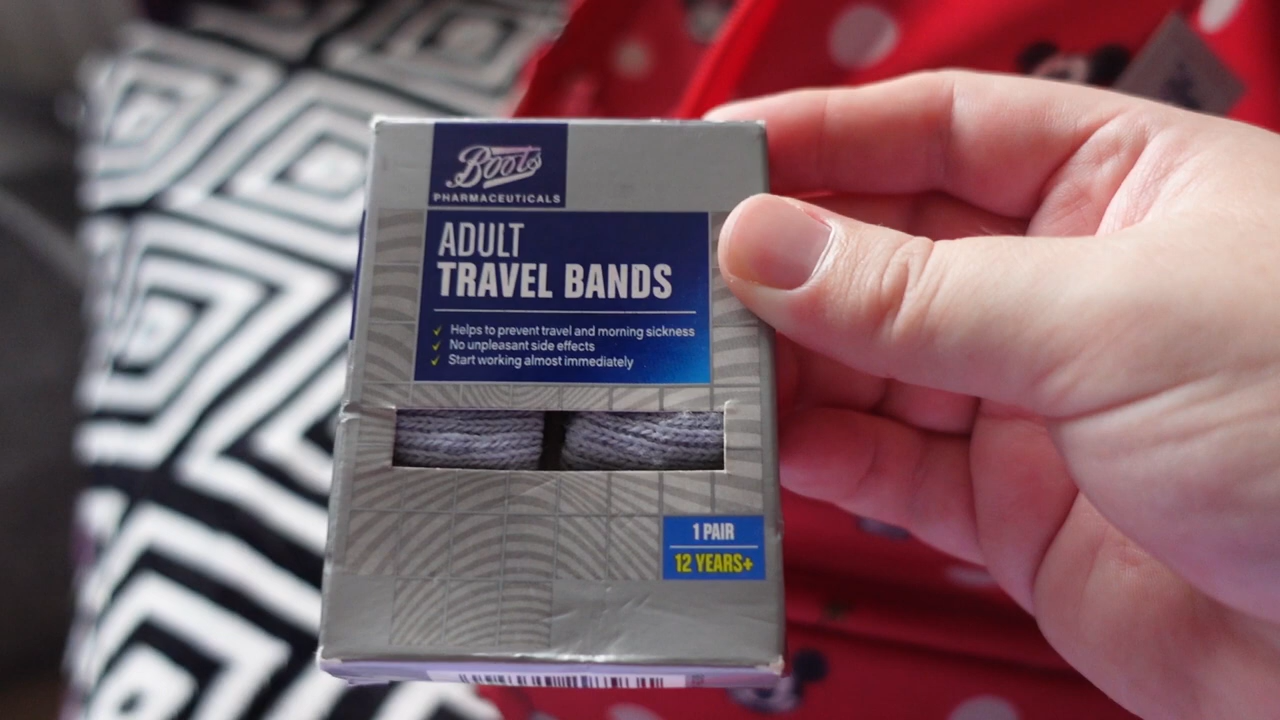 Boots
PHARMACEUTICALS
ADULT
TRAVEL BANDS
Helps to prevent travel and morning sickness
No unpleasant side effects
Start working almost immediately
1 PAIR
12 YEARS+